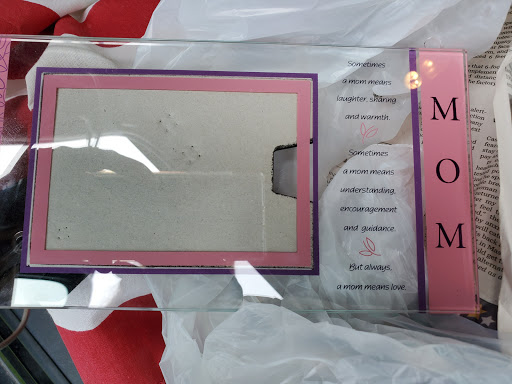 Sometimes
a mom means
laughter, sharing
and warmth.
Sometimes
a mom means
understanding,
encouragement
and guidance.
But always,
a mom means love.
M
O
M